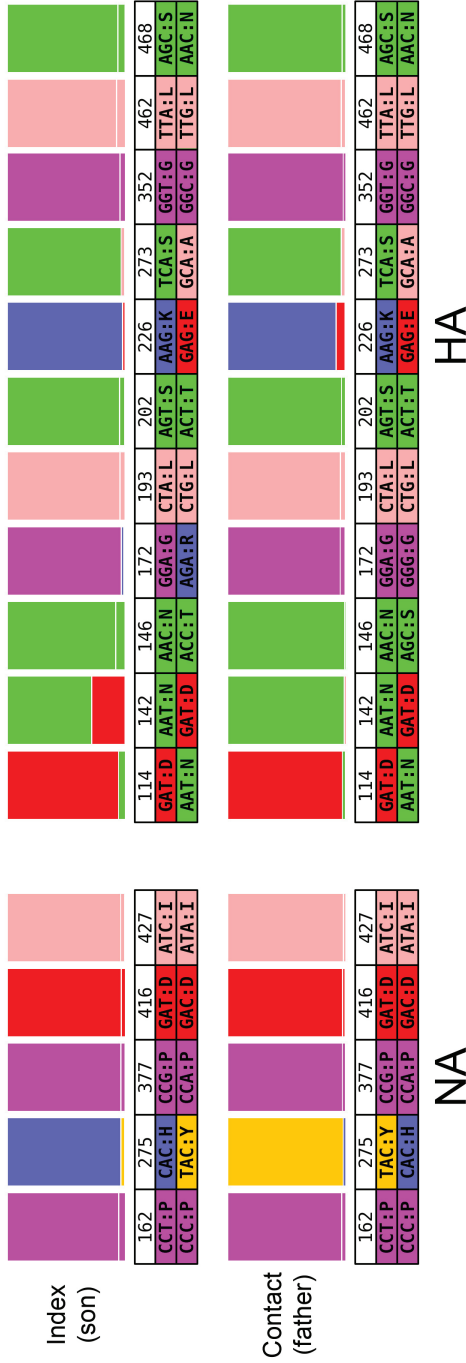 Index
(son)
162 275 377 416 427
CCT:P CAC:H CCG:P GAT:D ATC:I
CCC:P TAC:Y CCA:P GAC:D ATA:I
114 142 146 172 193 202 226 273 352 462 468
GAT:D AAT:N AAC:N GGA:G CTA:L AGT:S AAG:K TCA:S GGT:G TTA:L AGC:S
AAT:N GAT:D ACC:T AGA:R CTG:L ACT:T GAG:E GCA:A GGC:G TTG:L AAC:N
Contact
(father)
162 275 377 416 427
CCT:P TAC:Y CCG:P GAT:D ATC:I
CCC:P CAC:H CCA:P GAC:D ATA:I
114 142 146 172 193 202 226 273 352 462 468
GAT:D AAT:N AAC:N GGA:G CTA:L AGT:S AAG:K TCA:S GGT:G TTA:L AGC:S
AAT:N GAT:D AGC:S GGG:G CTG:L ACT:T GAG:E GCA:A GGC:G TTG:L AAC:N
NA
HA